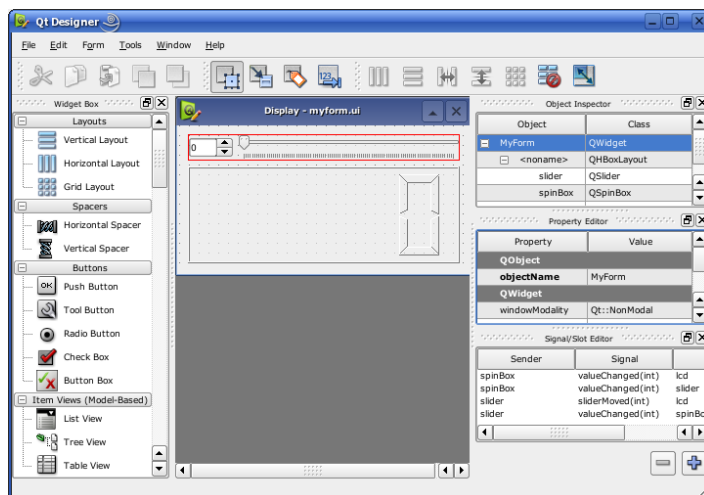 Qt Designer
File Edit Form Tools Window Help
Widget Box
Layouts
Vertical Layout
Horizontal Layout
Grid Layout
Spacers
Horizontal Spacer
Vertical Spacer
Buttons
OK Push Button
Tool Button
Radio Button
Check Box
Button Box
Item Views (Model-Based)
List View
Tree View
Table View
123
Display - myform.ui
0
Object Inspector
Object Class
MyForm QWidget
<noname> QHBoxLayout
slider QSlider
spinBox QSpinBox
Property Editor
Property Value
QObject
objectName MyForm
QWidget
windowModality Qt::NonModal
Signal/Slot Editor
Sender Signal
spinBox valueChanged(int) lcd
spinBox valueChanged(int) slider
slider sliderMoved(int) lcd
slider valueChanged(int) spinBo